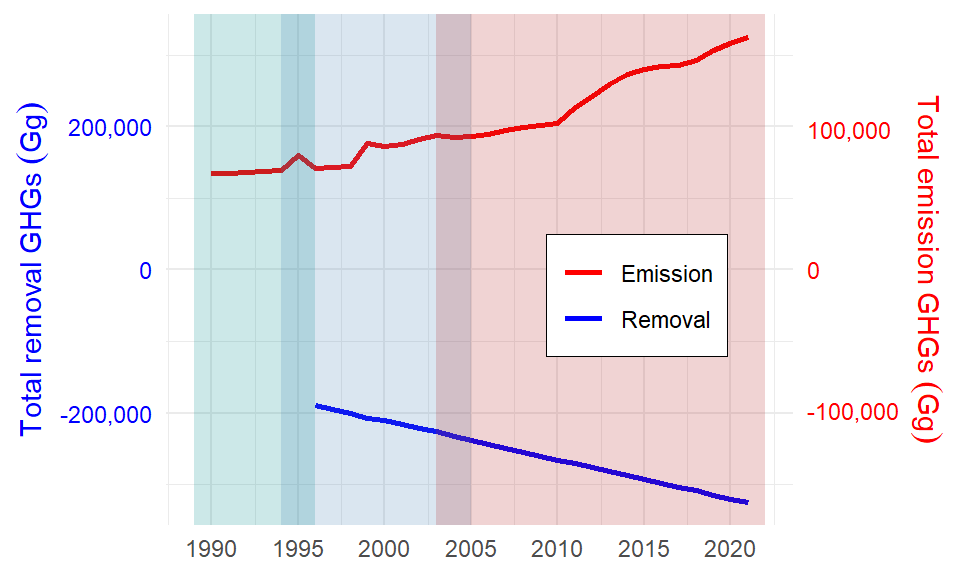 Total removal GHGs (Gg)
200,000
0
-200,000
Emission
Removal
100,000
0
-100,000
Total emission GHGs (Gg)
1990 1995 2000 2005 2010 2015 2020